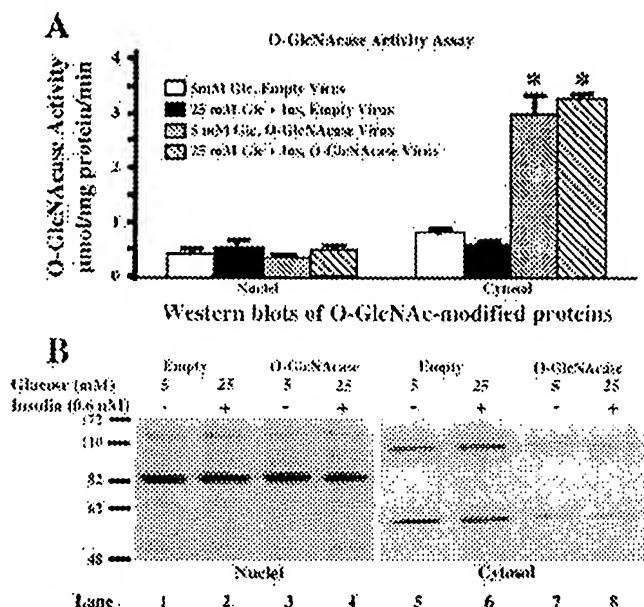 A
O-GlcNAcase Activity Assay
O-GlcNAcase Activity
μmol/mg protein/min
4
3
2
1
0
5mM Glc, Empty Virus
25 mM Glc + Ins, Empty Virus
5 mM Glc, O-GlcNAcase Virus
25 mM Glc + Ins, O-GlcNAcase Virus
* *
Nuclei Cytosol
Western blots of O-GlcNAc-modified proteins
B
Empty O-GlcNAcase Empty O-GlcNAcase
Glucose (mM) 5 25 5 25 5 25 5 25
Insulin (0.6 nM) - + - + - + - +
172
110
82
62
48
Nuclei Cytosol
Lane 1 2 3 4 5 6 7 8